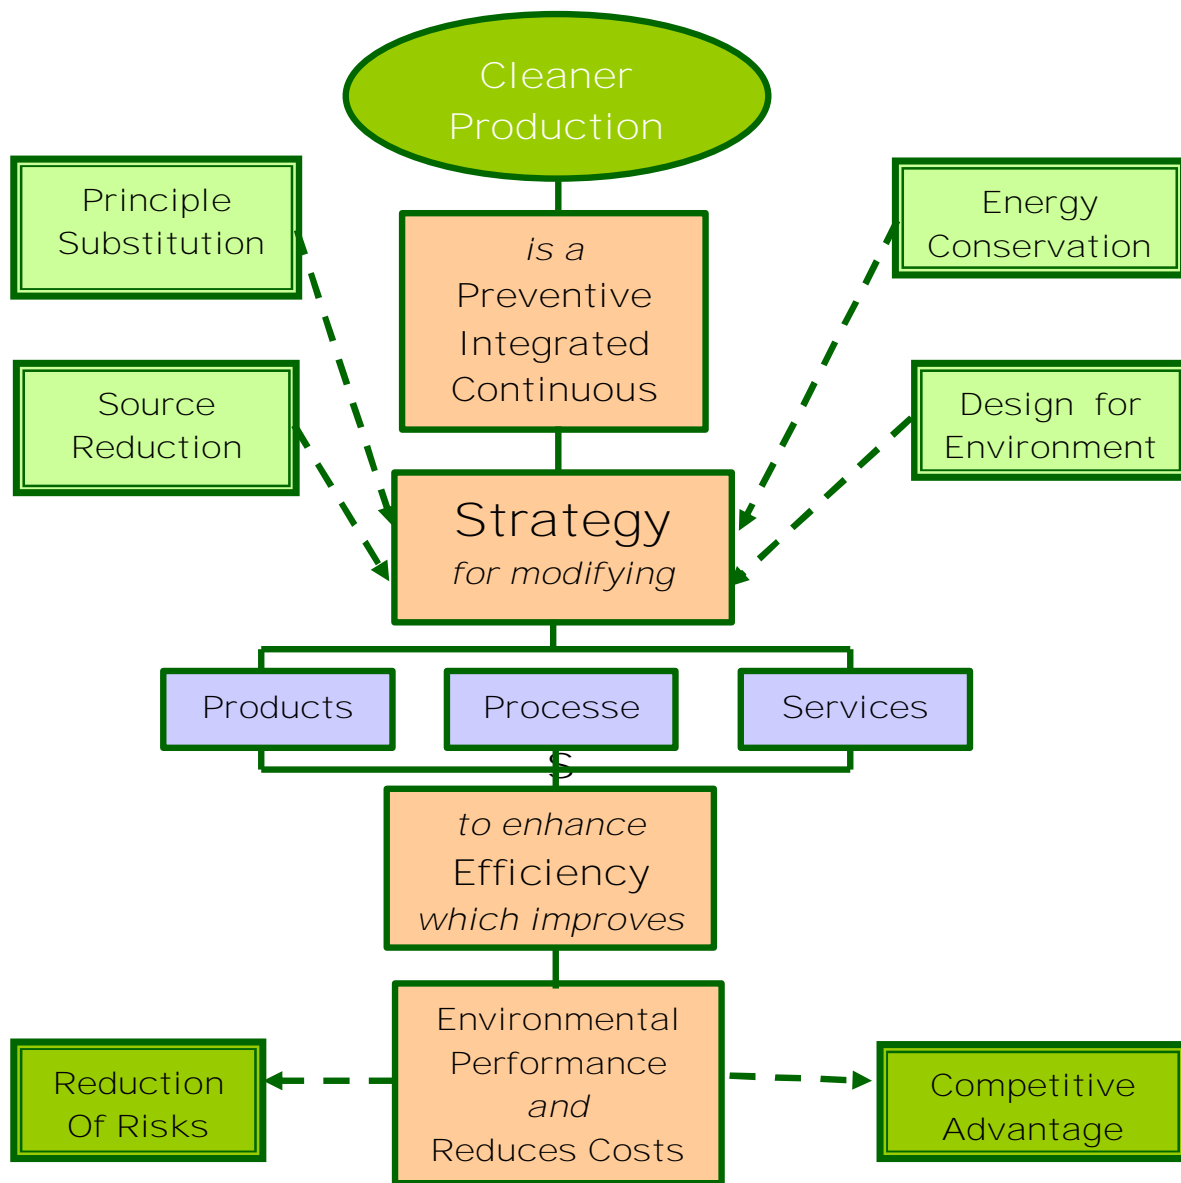 Cleaner
Production
Principle
Substitution
Energy
Conservation
is a
Preventive
Integrated
Continuous
Source
Reduction
Design for
Environment
Strategy
for modifying
Products
Processe
s
Services
to enhance
Efficiency
which improves
Environmental
Performance
and
Reduces Costs
Reduction
Of Risks
Competitive
Advantage